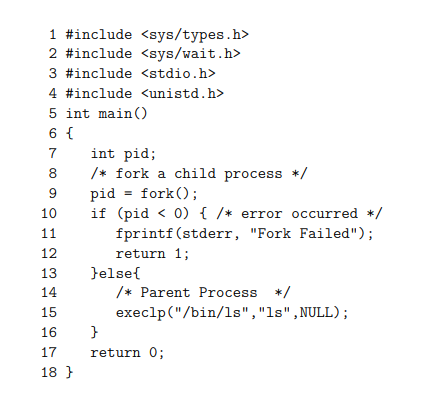 1 #include <sys/types.h>
2 #include <sys/wait.h>
3 #include <stdio.h>
4 #include <unistd.h>
5 int main()
6 {
7    int pid;
8    /* fork a child process */
9    pid = fork();
10    if (pid < 0) { /* error occurred */
11       fprintf(stderr, "Fork Failed");
12       return 1;
13    }else{
14       /* Parent Process  */
15       execlp("/bin/ls","ls",NULL);
16    }
17    return 0;
18 }